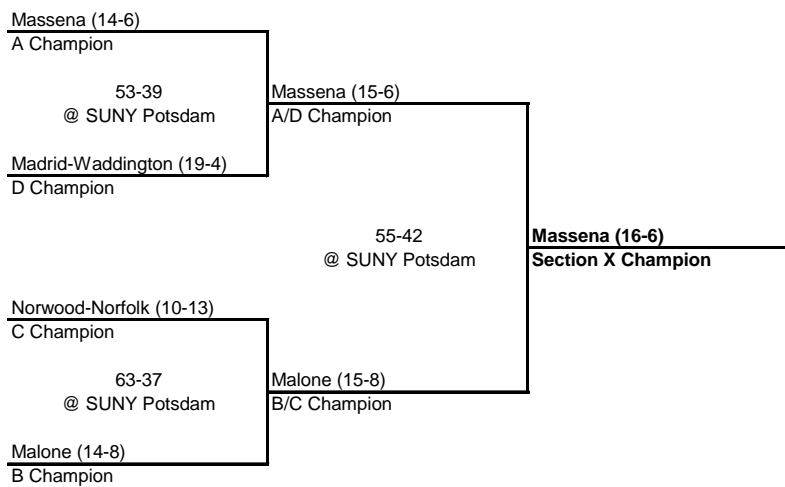 Massena (14-6)
A Champion
53-39
@ SUNY Potsdam
Massena (15-6)
A/D Champion
Madrid-Waddington (19-4)
D Champion
55-42
@ SUNY Potsdam
Massena (16-6)
Section X Champion
Norwood-Norfolk (10-13)
C Champion
63-37
@ SUNY Potsdam
Malone (15-8)
B/C Champion
Malone (14-8)
B Champion